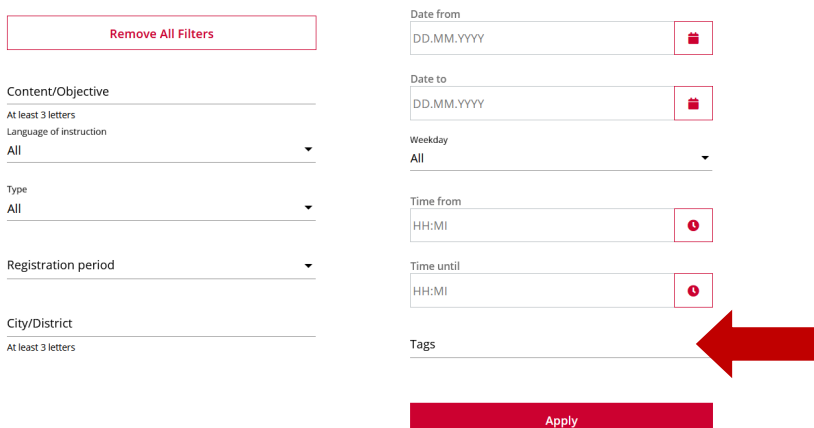 Remove All Filters
Content/Objective
At least 3 letters
Language of instruction
All
Type
All
Registration period
City/District
At least 3 letters
Date from
DD.MM.YYYY
Date to
DD.MM.YYYY
Weekday
All
Time from
HH:MI
Time until
HH:MI
Tags
Apply